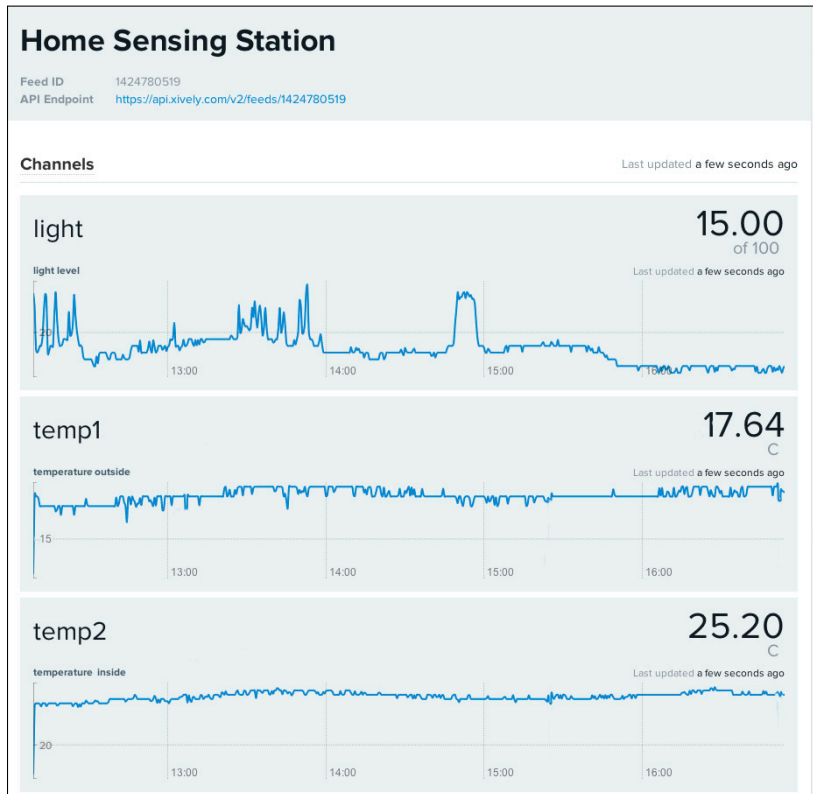 Home Sensing Station
Feed ID 1424780519
API Endpoint https://api.xively.com/v2/feeds/1424780519
Channels Last updated a few seconds ago
light 15.00
of 100
light level Last updated a few seconds ago
20
13:00 14:00 15:00 16:00
temp1 17.64
C
temperature outside Last updated a few seconds ago
15
13:00 14:00 15:00 16:00
temp2 25.20
C
temperature inside Last updated a few seconds ago
20
13:00 14:00 15:00 16:00